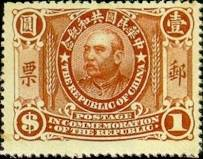 壹圓
中華民國共和紀念
郵票
THE REPUBLIC OF CHINA
POSTAGE
IN COMMEMORATION
OF THE REPUBLIC
$ 1